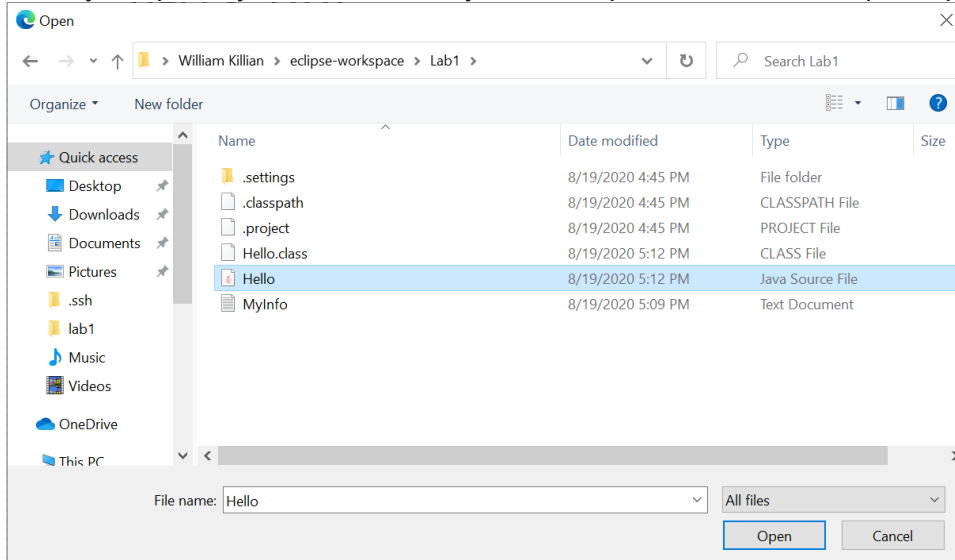 Open
William Killian > eclipse-workspace > Lab1 >
Search Lab1
Organize
New folder
Name Date modified Type Size
Quick access
Desktop
Downloads
Documents
Pictures
.ssh
lab1
Music
Videos
OneDrive
This PC
.settings 8/19/2020 4:45 PM File folder
.classpath 8/19/2020 4:45 PM CLASSPATH File
.project 8/19/2020 4:45 PM PROJECT File
Hello.class 8/19/2020 5:12 PM CLASS File
Hello 8/19/2020 5:12 PM Java Source File
MyInfo 8/19/2020 5:09 PM Text Document
File name: Hello
All files
Open
Cancel